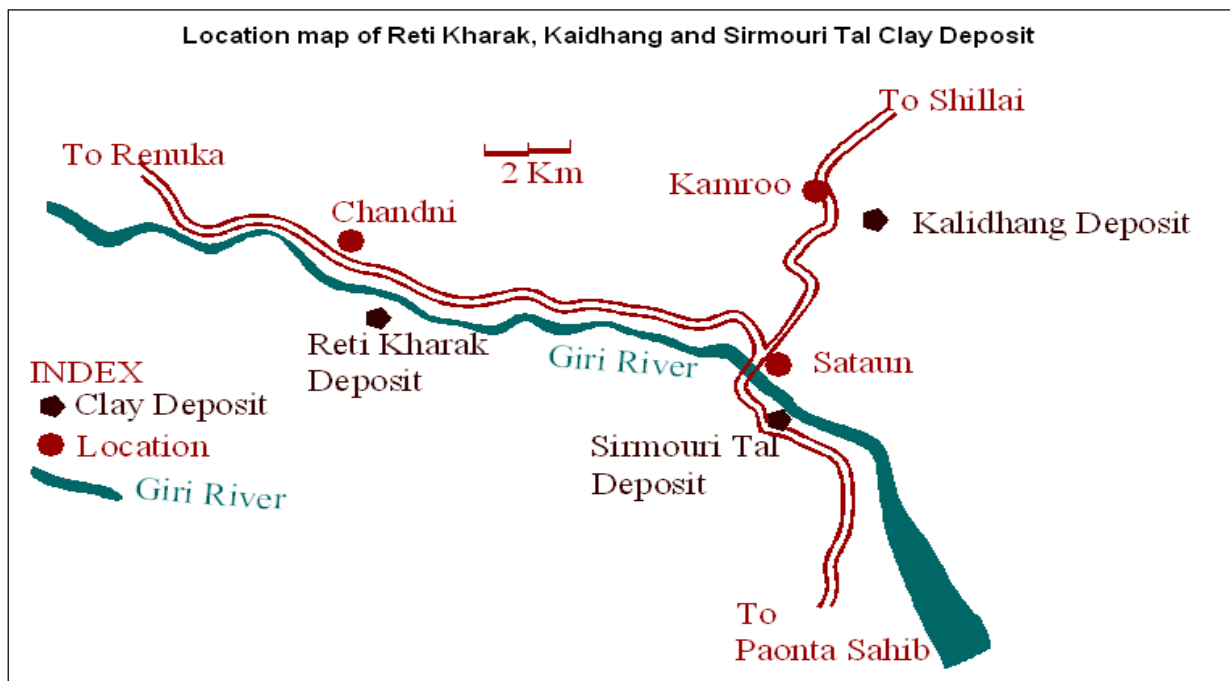 Location map of Reti Kharak, Kaidhang and Sirmouri Tal Clay Deposit
To Shillai
To Renuka
2 Km
Kamroo
Chandni
Kalidhang Deposit
Reti Kharak
Deposit
Giri River
Sataun
INDEX
Clay Deposit
Location
Giri River
Sirmouri Tal
Deposit
To
Paonta Sahib